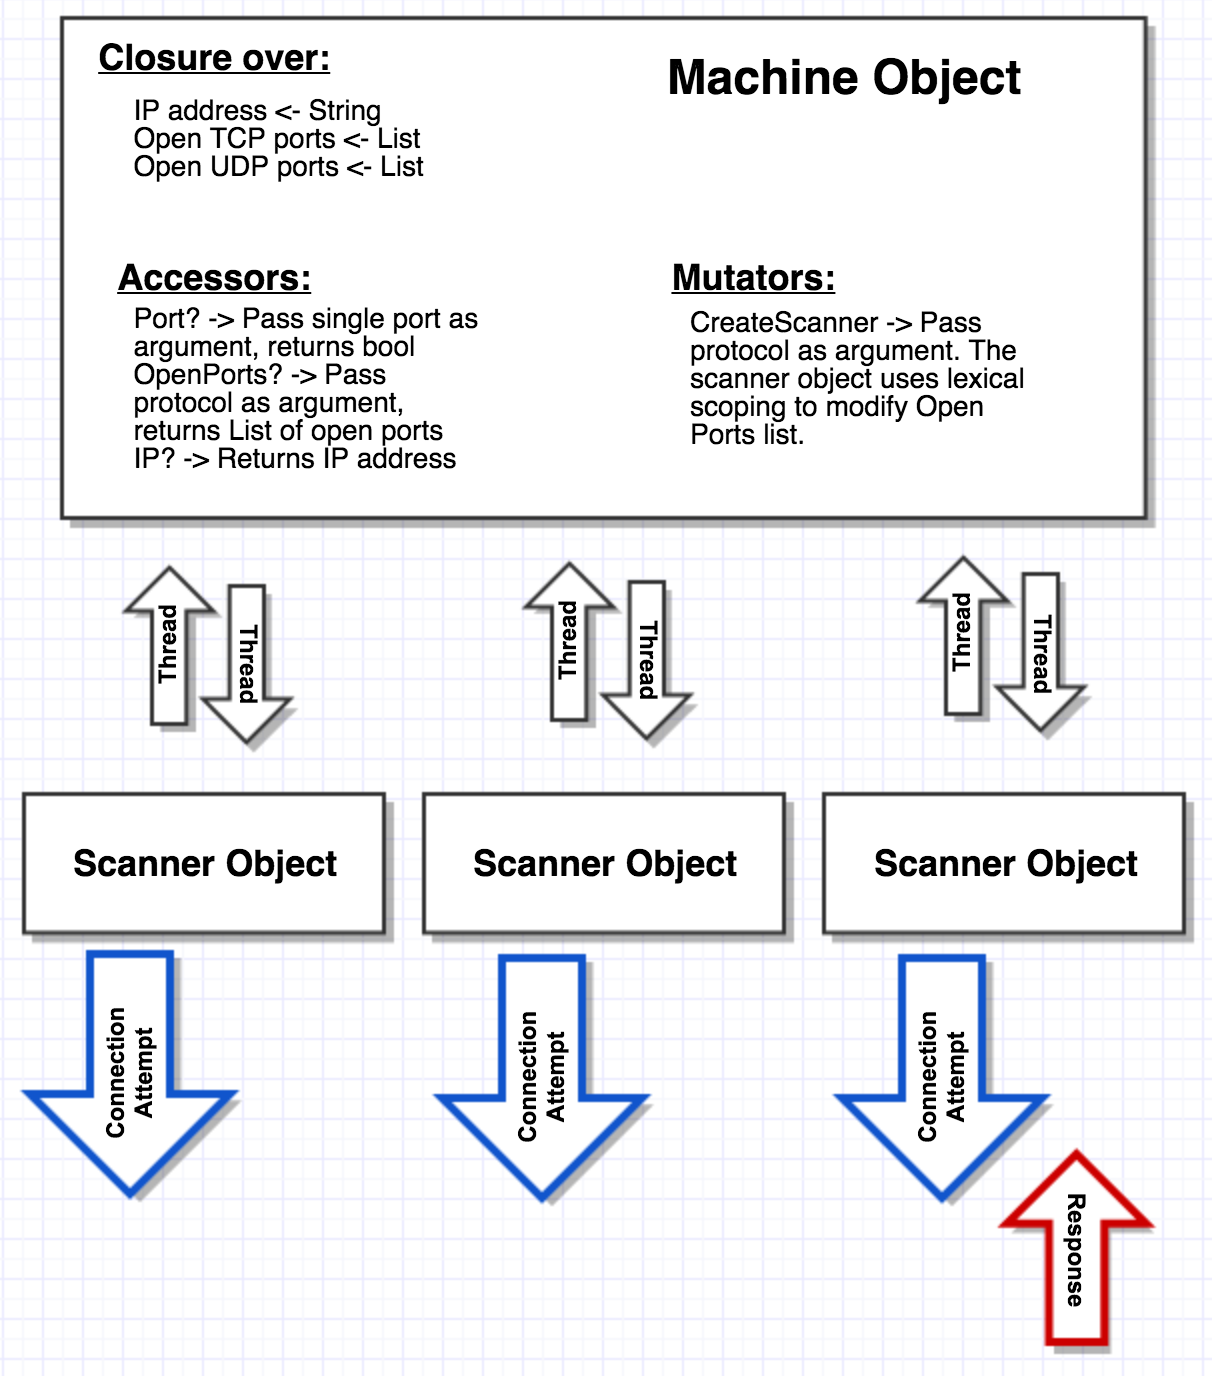 Closure over:
Machine Object
IP address <- String
Open TCP ports <- List
Open UDP ports <- List
Accessors:
Port? -> Pass single port as
argument, returns bool
OpenPorts? -> Pass
protocol as argument,
returns List of open ports
IP? -> Returns IP address
Mutators:
CreateScanner -> Pass
protocol as argument. The
scanner object uses lexical
scoping to modify Open
Ports list.
Thread
Thread
Thread
Thread
Thread
Thread
Scanner Object
Scanner Object
Scanner Object
Connection
Attempt
Connection
Attempt
Connection
Attempt
Response